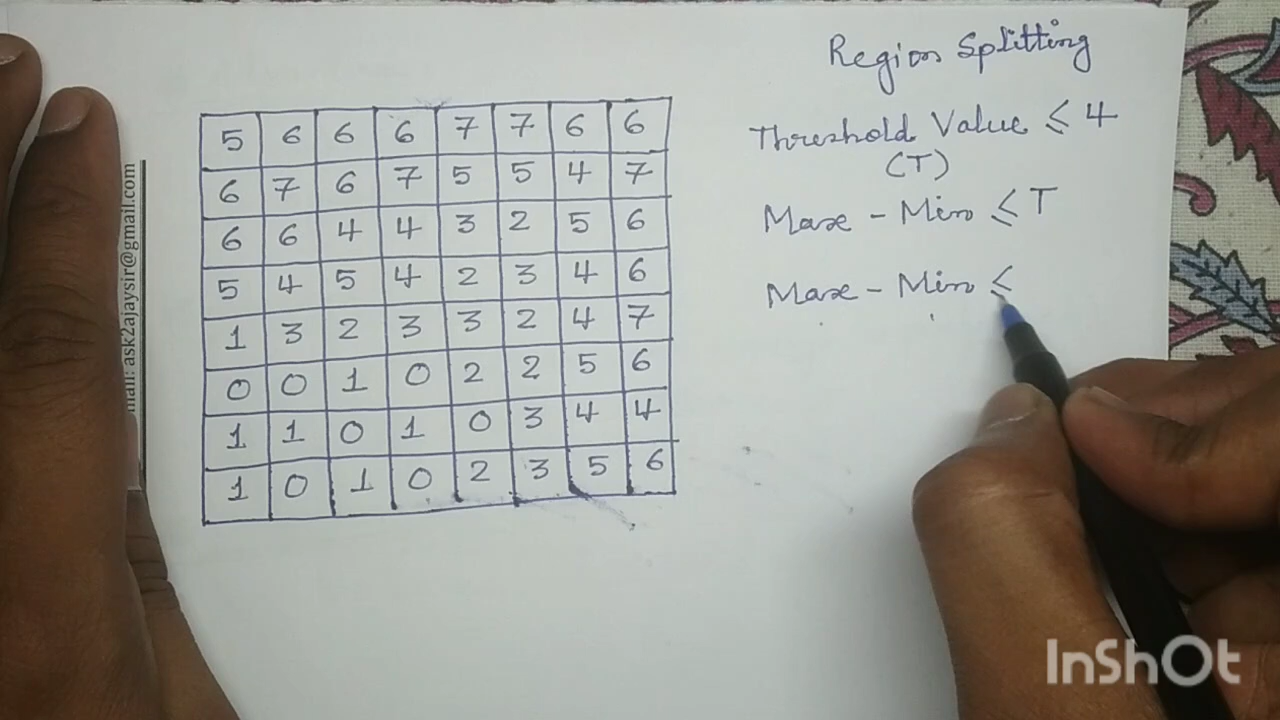 Region Splitting
Threshold Value ≤ 4
(T)
Max - Min ≤ T
Max - Min ≤
5 6 6 6 7 7 6 6
6 7 6 7 5 5 4 7
6 6 4 4 3 2 5 6
5 4 5 4 2 3 4 6
1 3 2 3 3 2 4 7
0 0 1 0 2 2 5 6
1 1 0 1 0 3 4 4
1 0 1 0 2 3 5 6
mail: ask2ajaysir@gmail.com
InShOt